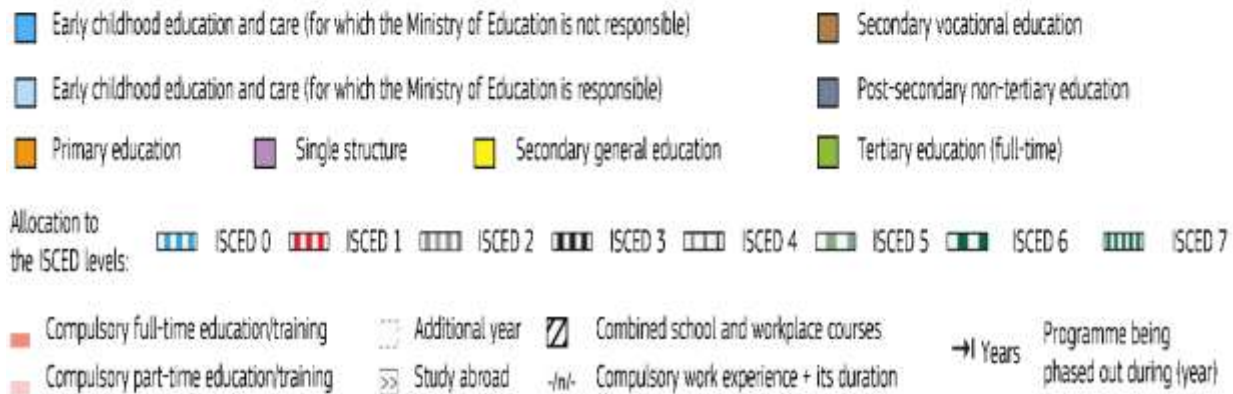 Early childhood education and care (for which the Ministry of Education is not responsible) Secondary vocational education
Early childhood education and care (for which the Ministry of Education is responsible) Post-secondary non-tertiary education
Primary education Single structure Secondary general education Tertiary education (full-time)
Allocation to
the ISCED levels: ISCED 0 ISCED 1 ISCED 2 ISCED 3 ISCED 4 ISCED 5 ISCED 6 ISCED 7
Compulsory full-time education/training Additional year Combined school and workplace courses
Compulsory part-time education/training >> Study abroad -/n/- Compulsory work experience + its duration
Years Programme being
phased out during (year)